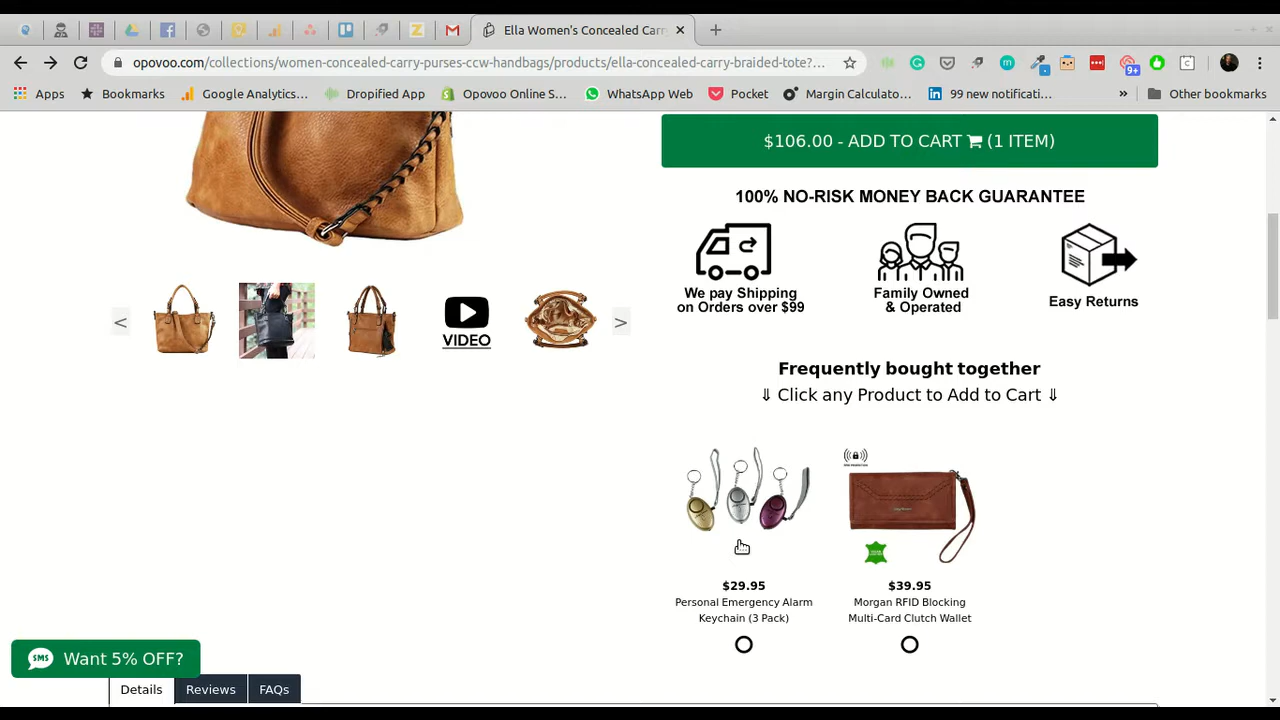 Ella Women's Concealed Carr
opovoo.com/collections/women-concealed-carry-purses-ccw-handbags/products/ella-concealed-carry-braided-tote?...
9+
Apps
Bookmarks
Google Analytics...
Dropified App
Opovoo Online S...
WhatsApp Web
Pocket
Margin Calculato...
99 new notificati...
»
Other bookmarks
$106.00 - ADD TO CART (1 ITEM)
100% NO-RISK MONEY BACK GUARANTEE
We pay Shipping
on Orders over $99
Family Owned
& Operated
Easy Returns
<
VIDEO
>
Frequently bought together
⇓ Click any Product to Add to Cart ⇓
$29.95
Personal Emergency Alarm
Keychain (3 Pack)
$39.95
Morgan RFID Blocking
Multi-Card Clutch Wallet
SMS
Want 5% OFF?
Details
Reviews
FAQs